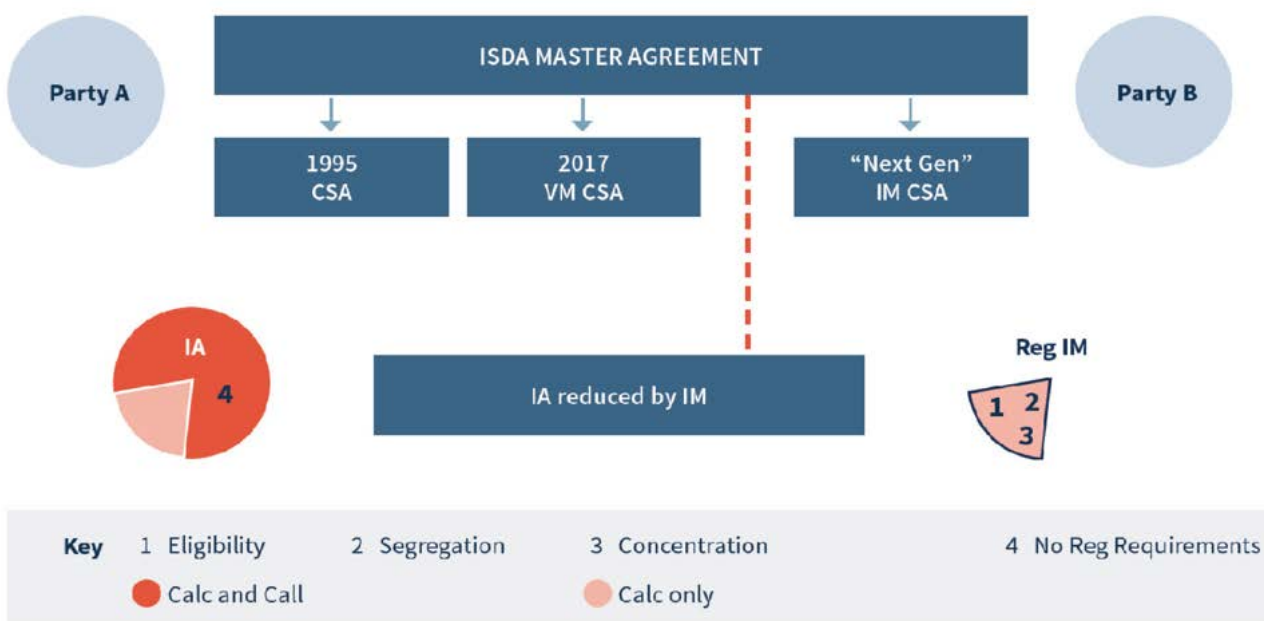 Party A
ISDA MASTER AGREEMENT
Party B
1995
CSA
2017
VM CSA
“Next Gen”
IM CSA
IA
4
IA reduced by IM
Reg IM
1 2
3
Key 1 Eligibility 2 Segregation 3 Concentration 4 No Reg Requirements
Calc and Call Calc only